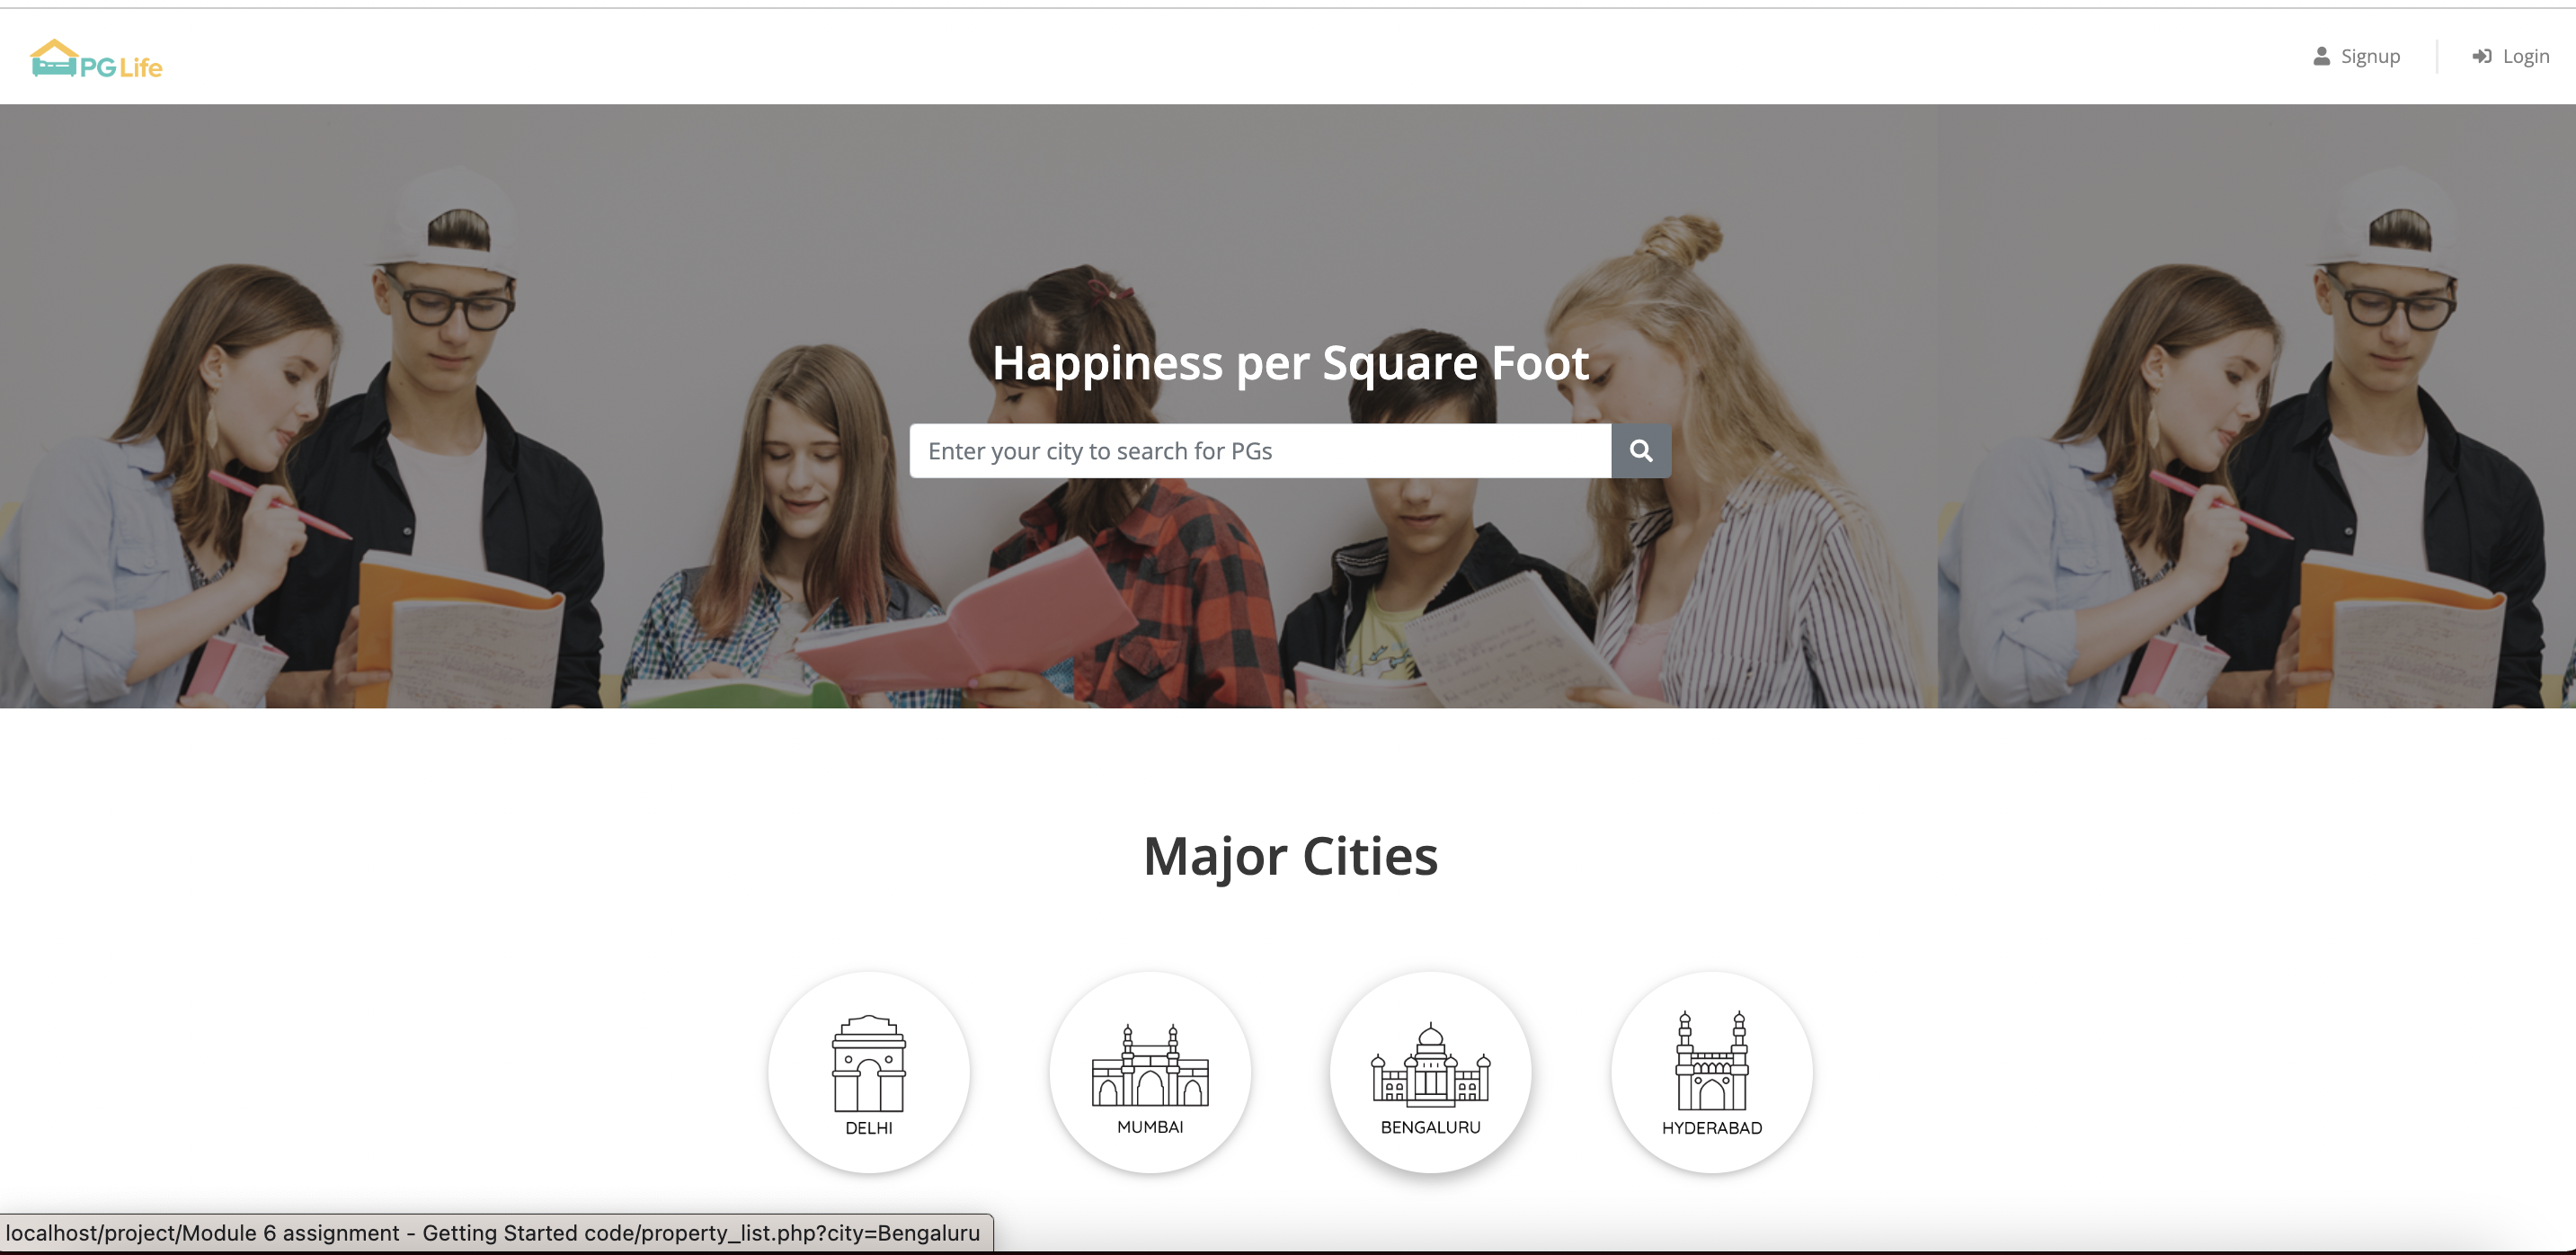 PG Life
Signup
Login
Happiness per Square Foot
Enter your city to search for PGs
Major Cities
DELHI
MUMBAI
BENGALURU
HYDERABAD
localhost/project/Module 6 assignment - Getting Started code/property_list.php?city=Bengaluru